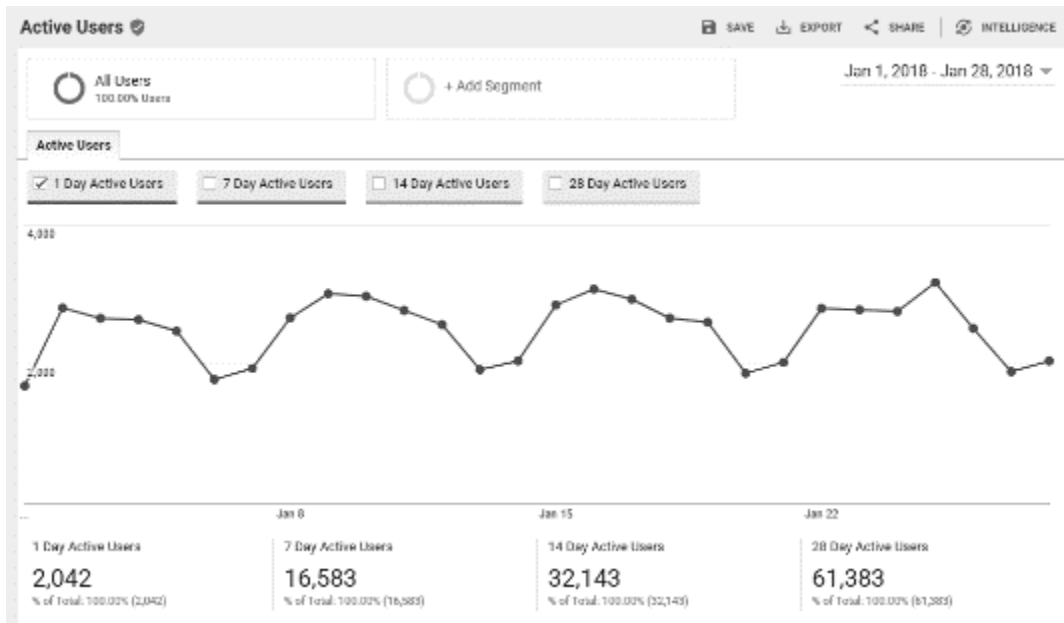 Active Users
SAVE EXPORT SHARE INTELLIGENCE
All Users
100.00% Users
+ Add Segment
Jan 1, 2018 - Jan 28, 2018
Active Users
1 Day Active Users 7 Day Active Users 14 Day Active Users 28 Day Active Users
4,000
2,000
... Jan 8 Jan 15 Jan 22
1 Day Active Users 7 Day Active Users 14 Day Active Users 28 Day Active Users
2,042 16,583 32,143 61,383
% of Total: 100.00% (2,042) % of Total: 100.00% (16,583) % of Total: 100.00% (32,143) % of Total: 100.00% (61,383)